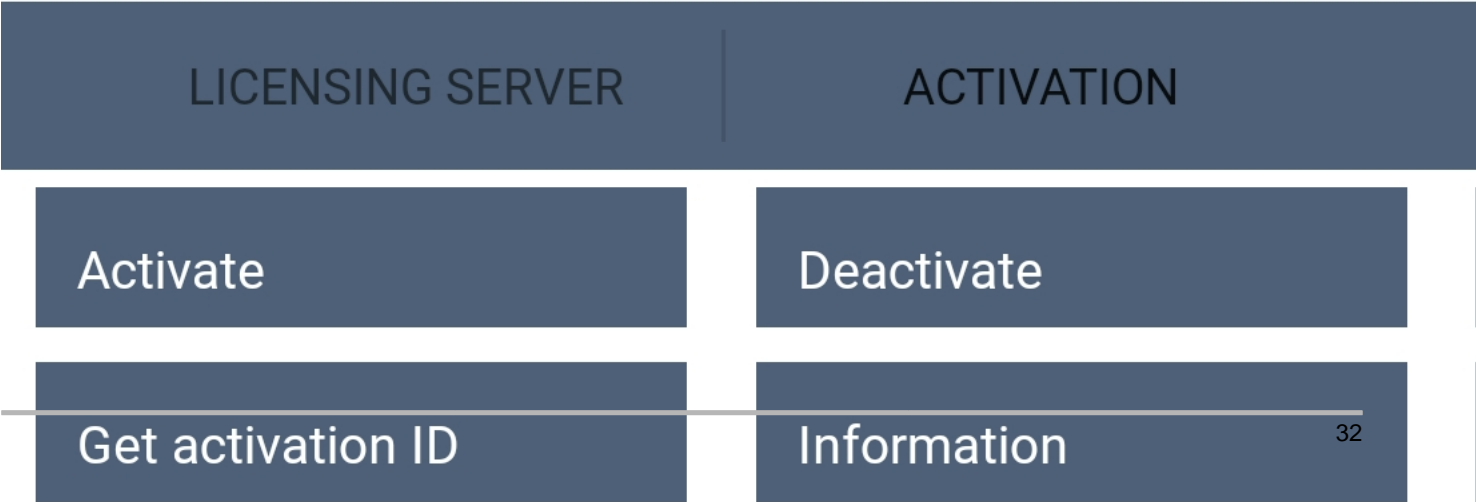 LICENSING SERVER ACTIVATION
Activate Deactivate
Get activation ID Information 32